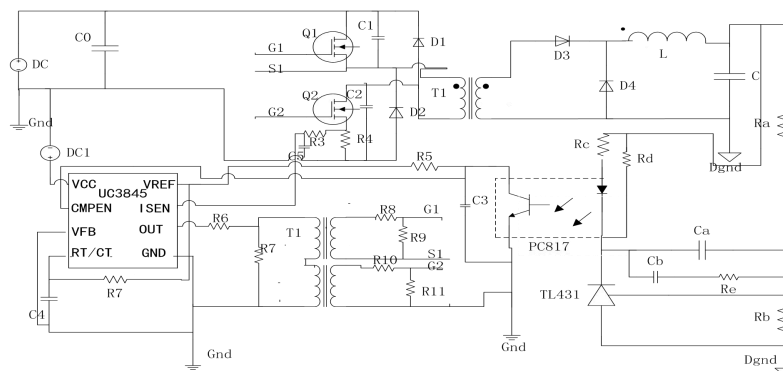 Q1
C1
C0
G1
D1
D3
L
S1
DC
Q2
C2
T1
D4
C
G2
D2
Ra
Gnd
R3
R4
C5
Rc
Rd
DC1
R5
Dgnd
VCC VREF
UC3845
CMPEN ISEN
VFB OUT
RT/CT GND
R6
R8
G1
C3
T1
R9
PC817
R7
S1
R10
G2
Ca
Cb
R7
R11
Re
C4
TL431
Rb
Gnd
Gnd
Dgnd